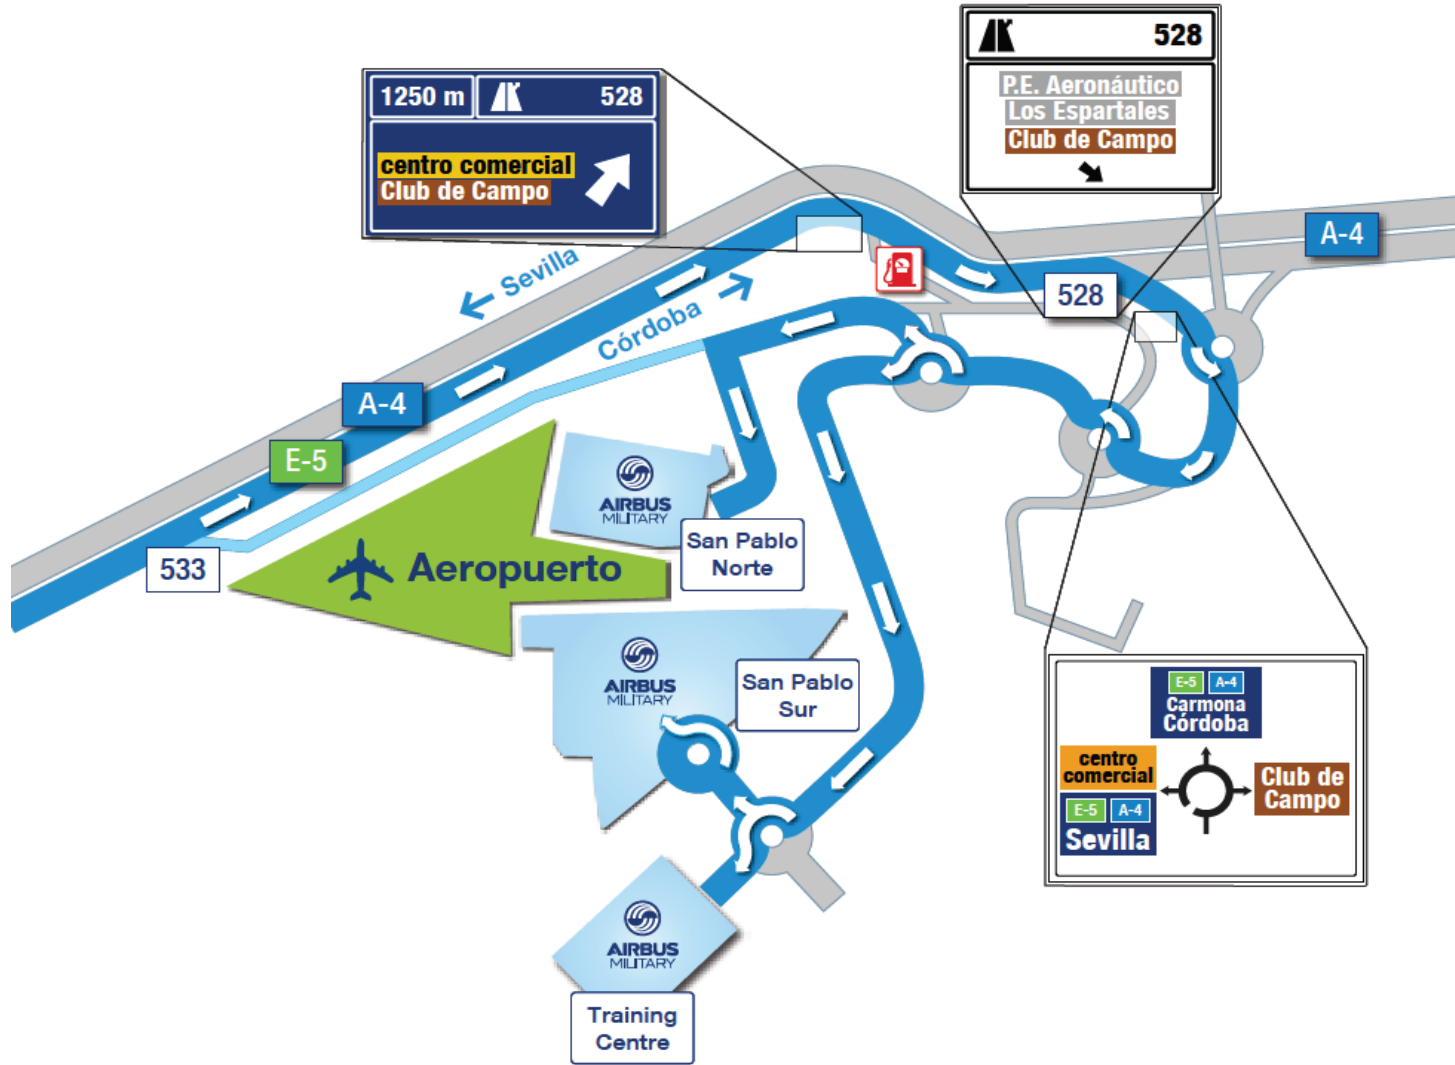 528
P.E. Aeronáutico
Los Espartales
Club de Campo
1250 m
528
centro comercial
Club de Campo
A-4
Sevilla
Córdoba
528
A-4
E-5
533
AIRBUS
MILITARY
San Pablo
Norte
Aeropuerto
AIRBUS
MILITARY
San Pablo
Sur
E-5 A-4
Carmona
Córdoba
centro
comercial
E-5 A-4
Sevilla
Club de
Campo
AIRBUS
MILITARY
Training
Centre